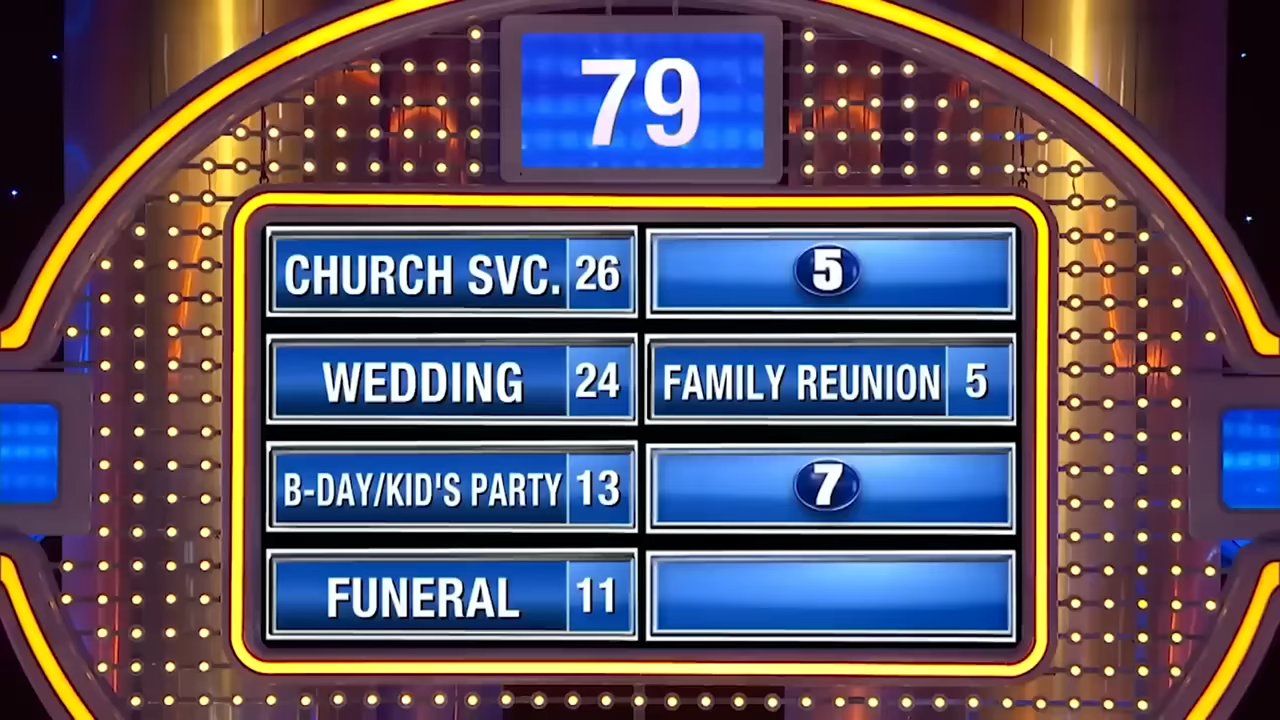 79
CHURCH SVC. 26
5
WEDDING 24
FAMILY REUNION 5
B-DAY/KID'S PARTY 13
7
FUNERAL 11